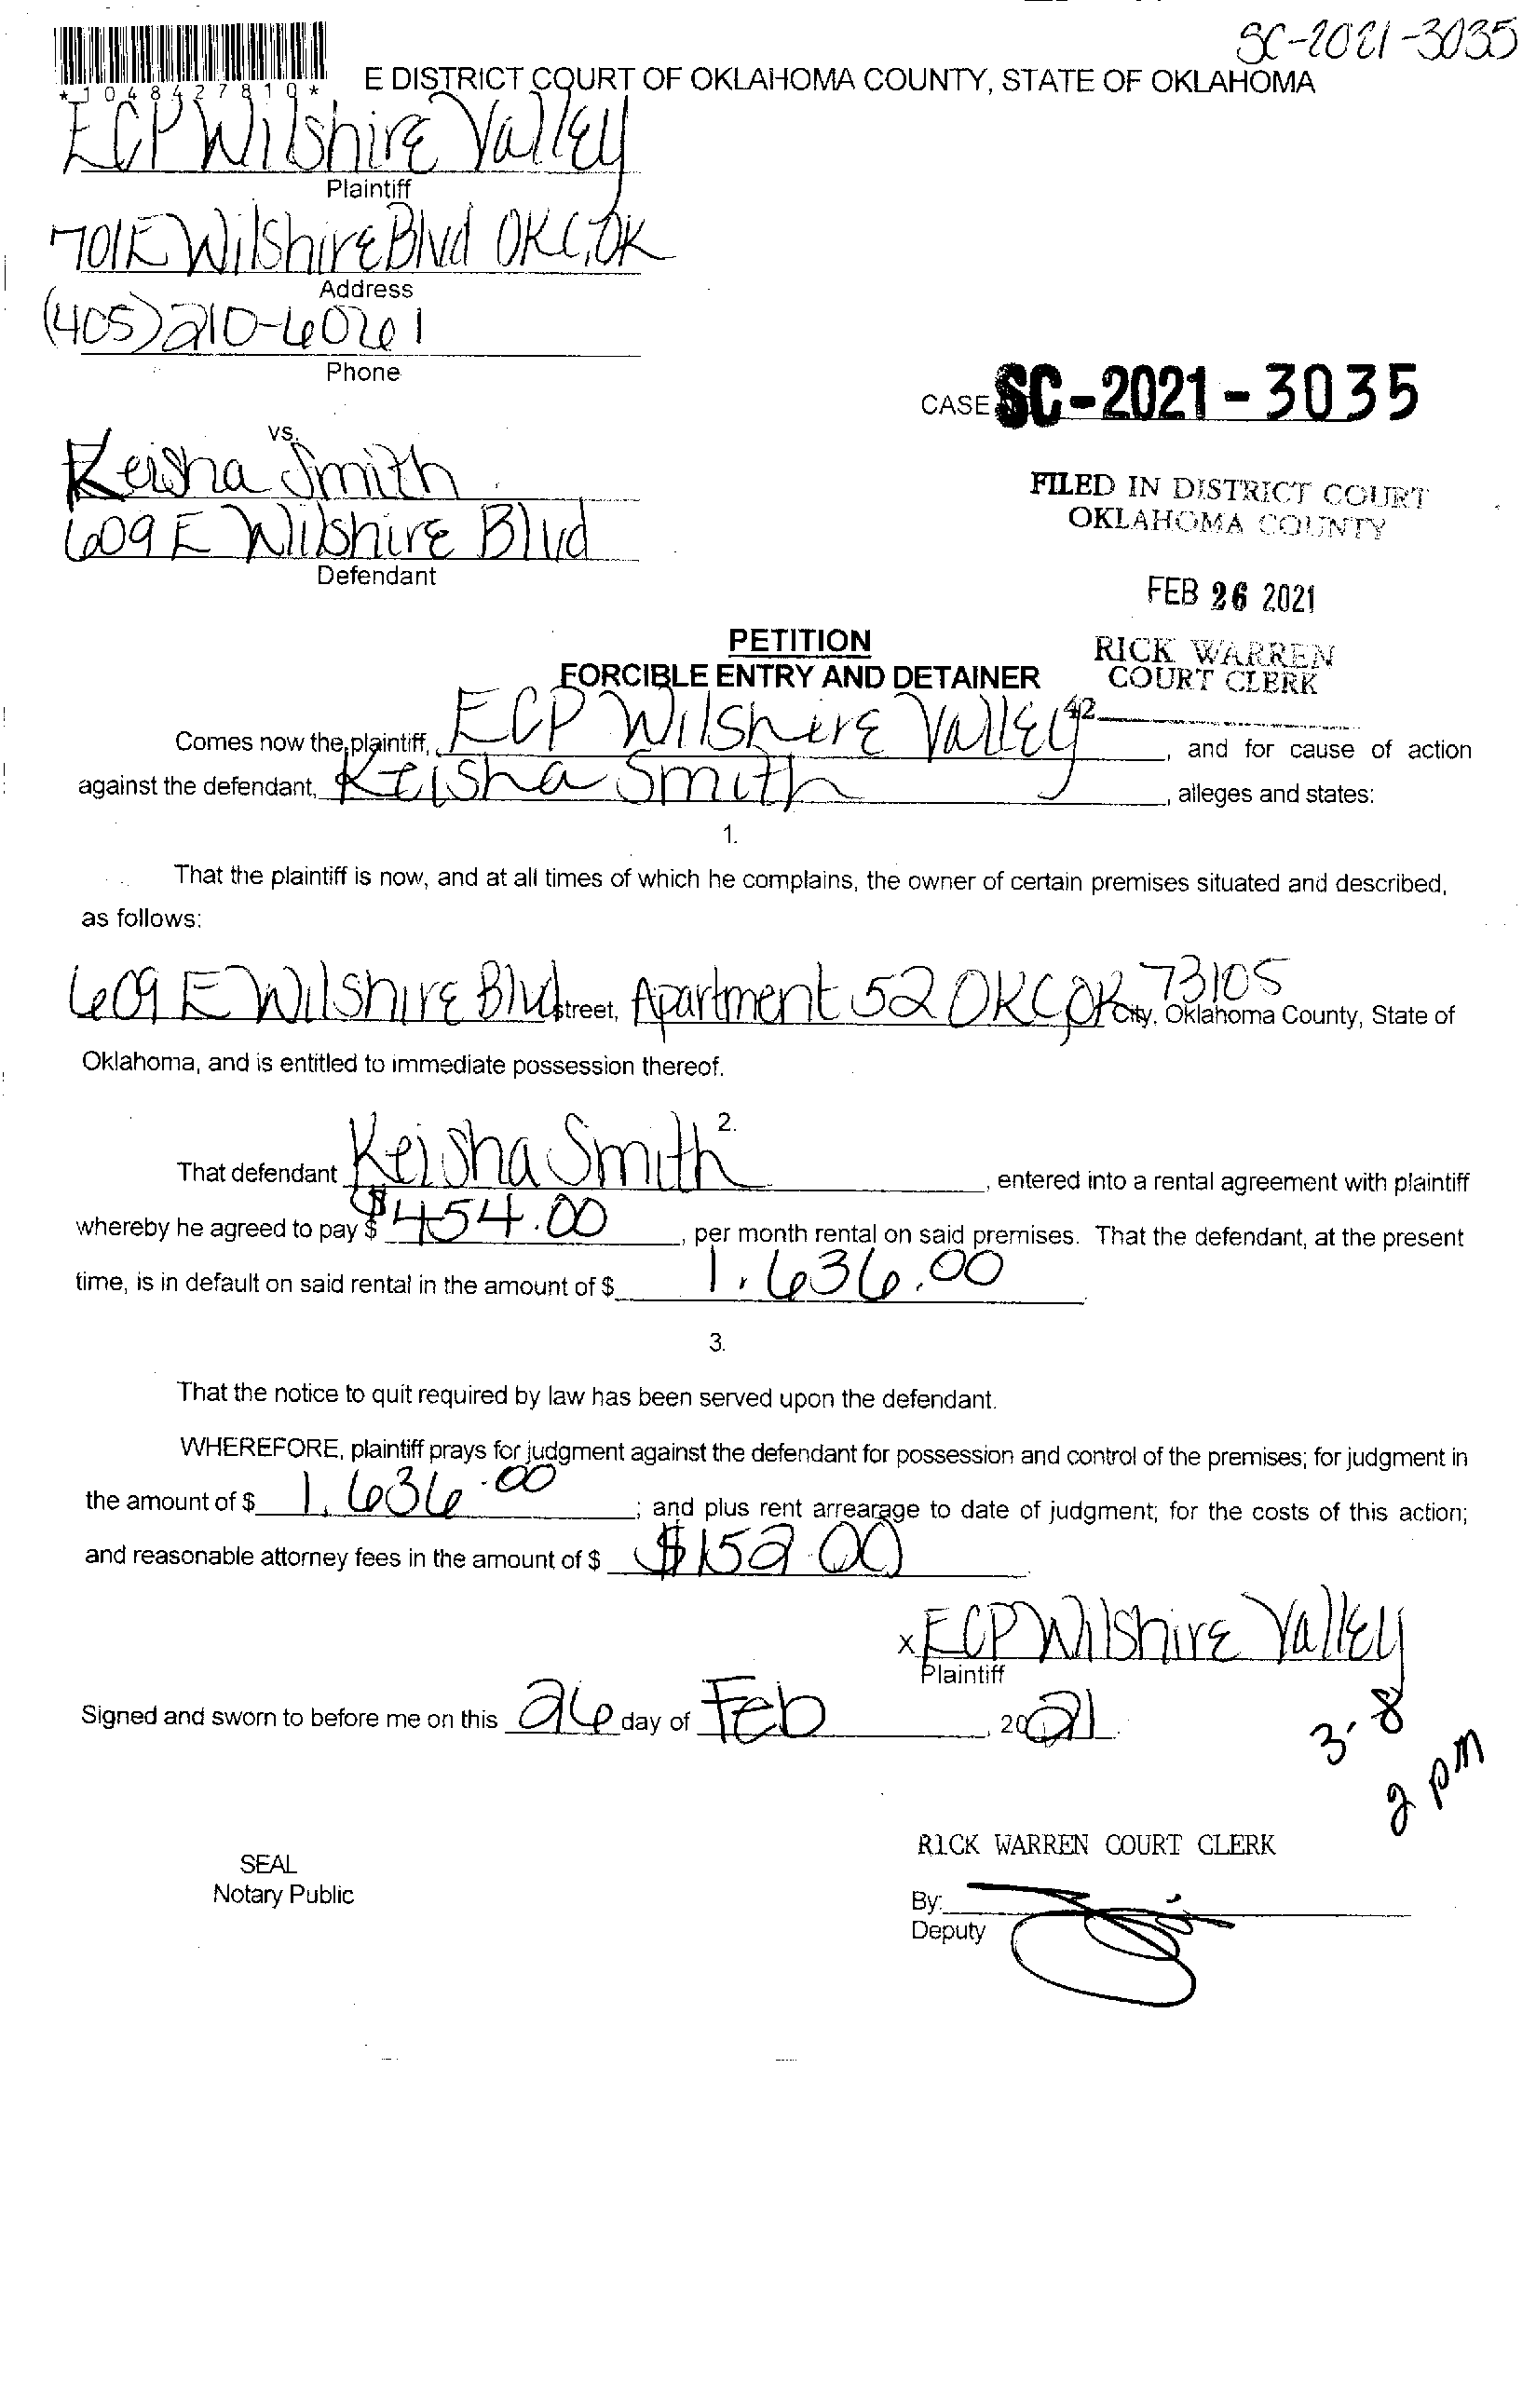 SC-2021-3035
*1048427810*
E DISTRICT COURT OF OKLAHOMA COUNTY, STATE OF OKLAHOMA
ECP Wilshire Valley
Plaintiff
701 E Wilshire Blvd OKC, OK
Address
(405) 210-6061
Phone
CASE SC-2021-3035
vs.
Keisha Smith
609 E Wilshire Blvd
Defendant
FILED IN DISTRICT COURT
OKLAHOMA COUNTY
FEB 26 2021
RICK WARREN
COURT CLERK
42
PETITION
FORCIBLE ENTRY AND DETAINER
Comes now the plaintiff, ECP Wilshire Valley, and for cause of action
against the defendant, Keisha Smith, alleges and states:
1.
That the plaintiff is now, and at all times of which he complains, the owner of certain premises situated and described,
as follows:
609 E Wilshire Blvd street, Apartment 52 OKC OK 73105 City, Oklahoma County, State of
Oklahoma, and is entitled to immediate possession thereof.
2.
That defendant Keisha Smith, entered into a rental agreement with plaintiff
whereby he agreed to pay $ $454.00, per month rental on said premises. That the defendant, at the present
time, is in default on said rental in the amount of $ 1,636.00.
3.
That the notice to quit required by law has been served upon the defendant.
WHEREFORE, plaintiff prays for judgment against the defendant for possession and control of the premises; for judgment in
the amount of $ 1,636.00; and plus rent arrearage to date of judgment; for the costs of this action;
and reasonable attorney fees in the amount of $ $152.00.
x ECP Wilshire Valley
Plaintiff
Signed and sworn to before me on this 26 day of Feb, 2021.
3-8
2 pm
RICK WARREN COURT CLERK
SEAL
Notary Public
By:
Deputy